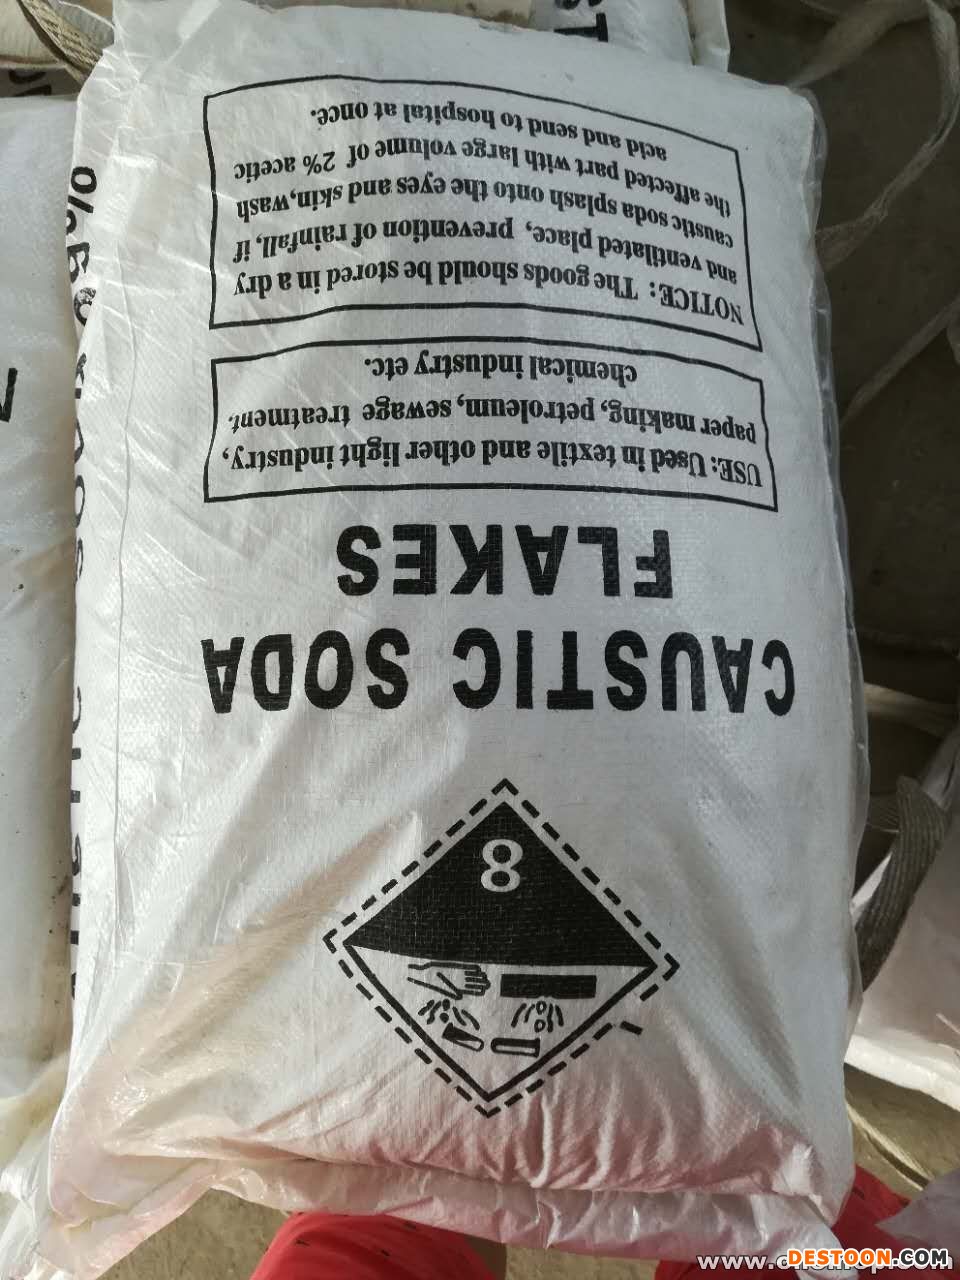 8
CAUSTIC SODA
FLAKES
USE: Used in textile and other light industry,
paper making, petroleum, sewage treatment.
chemical industry etc.
NOTICE: The goods should be stored in a dry
and ventilated place, prevention of rainfall, if
caustic soda splash onto the eyes and skin,wash
the affected part with large volume of 2% acetic
acid and send to hospital at once.
DESTOON.COM